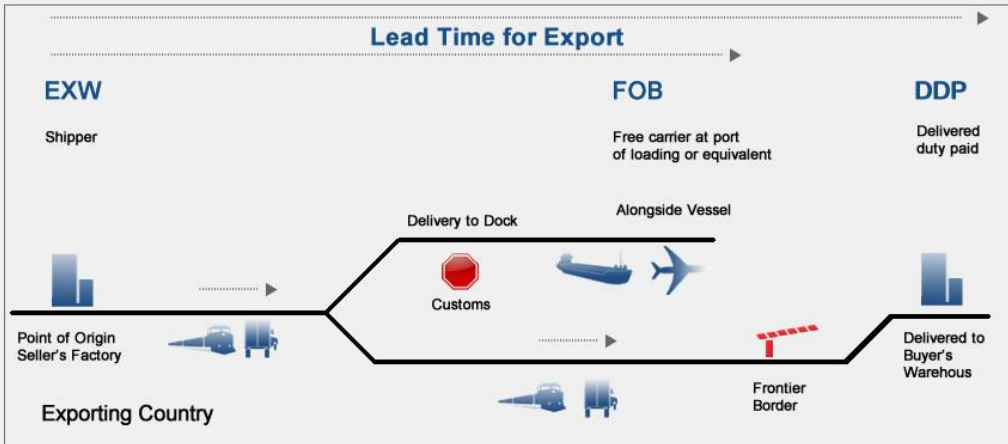 Lead Time for Export
EXW
FOB
DDP
Shipper
Free carrier at port
of loading or equivalent
Delivered
duty paid
Delivery to Dock
Alongside Vessel
Customs
Point of Origin
Seller's Factory
Frontier
Border
Delivered to
Buyer's
Warehous
Exporting Country